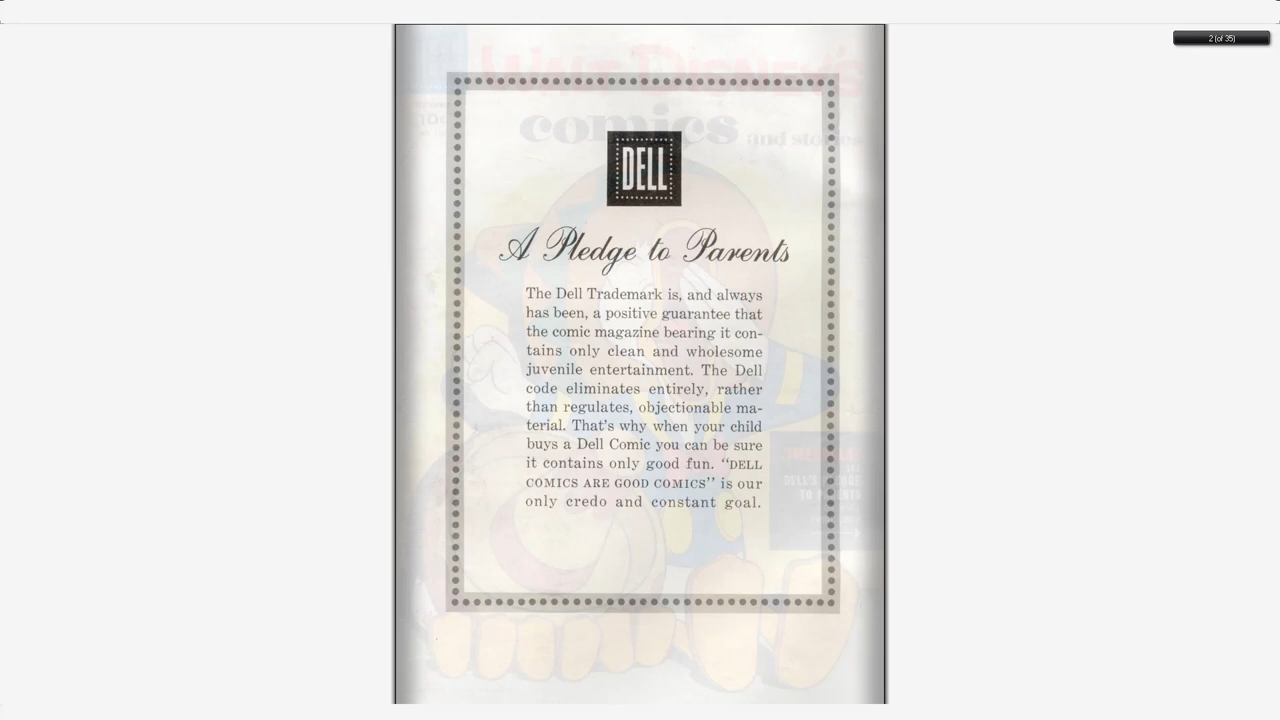 2 (of 35)
DELL
A Pledge to Parents
The Dell Trademark is, and always
has been, a positive guarantee that
the comic magazine bearing it con-
tains only clean and wholesome
juvenile entertainment. The Dell
code eliminates entirely, rather
than regulates, objectionable ma-
terial. That's why when your child
buys a Dell Comic you can be sure
it contains only good fun. “DELL
COMICS ARE GOOD COMICS” is our
only credo and constant goal.
comics and stories